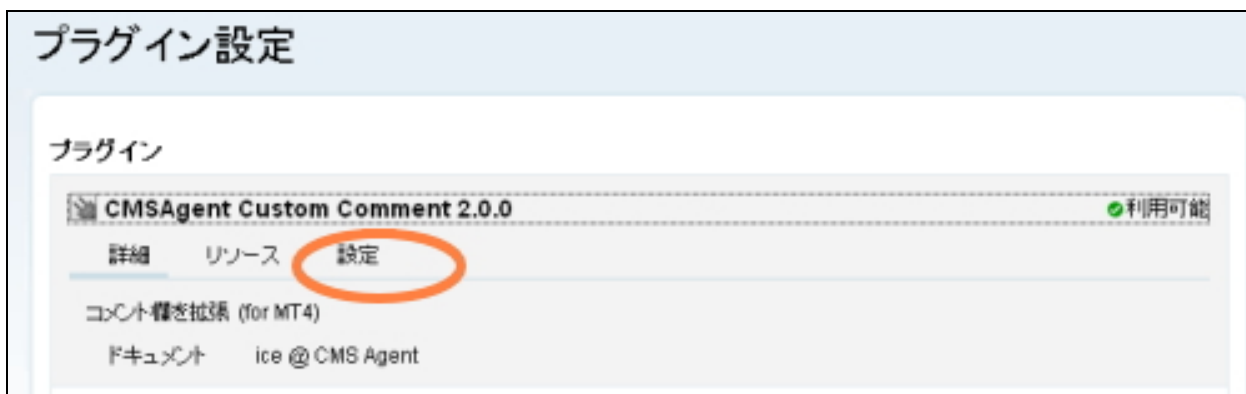 プラグイン設定
プラグイン
CMSAgent Custom Comment 2.0.0 利用可能
詳細 リソース 設定
コメント欄を拡張 (for MT4)
ドキュメント ice @ CMS Agent